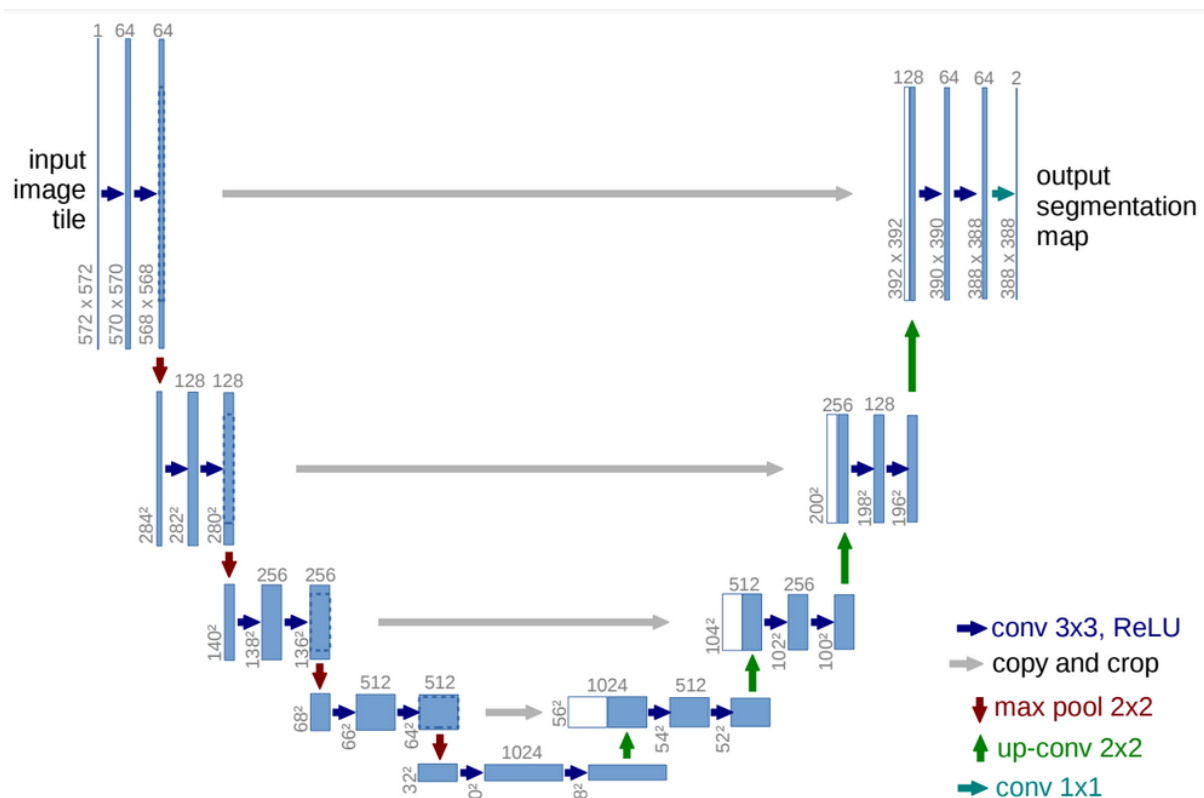 1 64 64
input
image
tile
572 x 572
570 x 570
568 x 568
128 64 64 2
output
segmentation
map
392 x 392
390 x 390
388 x 388
388 x 388
128 128
284²
282²
280²
256 128
200²
198²
196²
256 256
140²
138²
136²
512 256
104²
102²
100²
512 512
68²
66²
64²
1024 512
56²
54²
52²
1024
32²
conv 3x3, ReLU
copy and crop
max pool 2x2
up-conv 2x2
conv 1x1